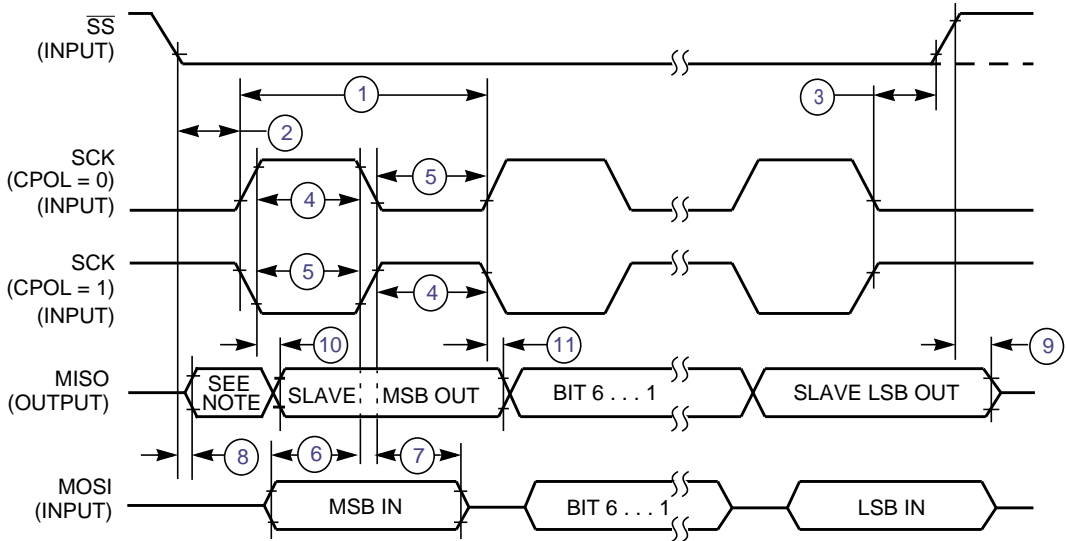 SS
(INPUT)
1
3
2
SCK
(CPOL = 0)
(INPUT)
4
5
SCK
(CPOL = 1)
(INPUT)
5
4
10
11
9
MISO
(OUTPUT)
SEE
NOTE
SLAVE
MSB OUT
BIT 6 . . . 1
SLAVE LSB OUT
8
6
7
MOSI
(INPUT)
MSB IN
BIT 6 . . . 1
LSB IN